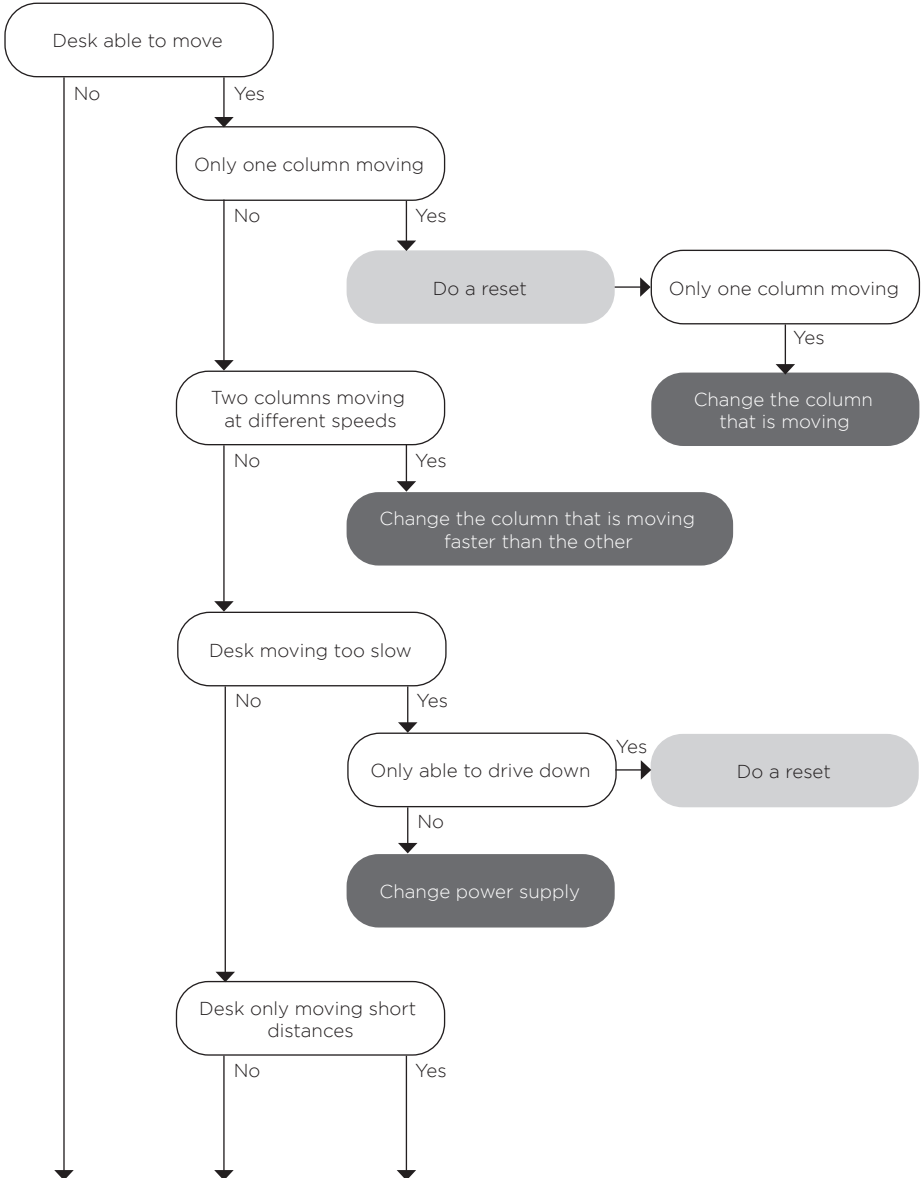 Desk able to move
No
Yes
Only one column moving
No
Yes
Do a reset
Only one column moving
Yes
Change the column
that is moving
Two columns moving
at different speeds
No
Yes
Change the column that is moving
faster than the other
Desk moving too slow
No
Yes
Only able to drive down
Yes
Do a reset
No
Change power supply
Desk only moving short
distances
No
Yes